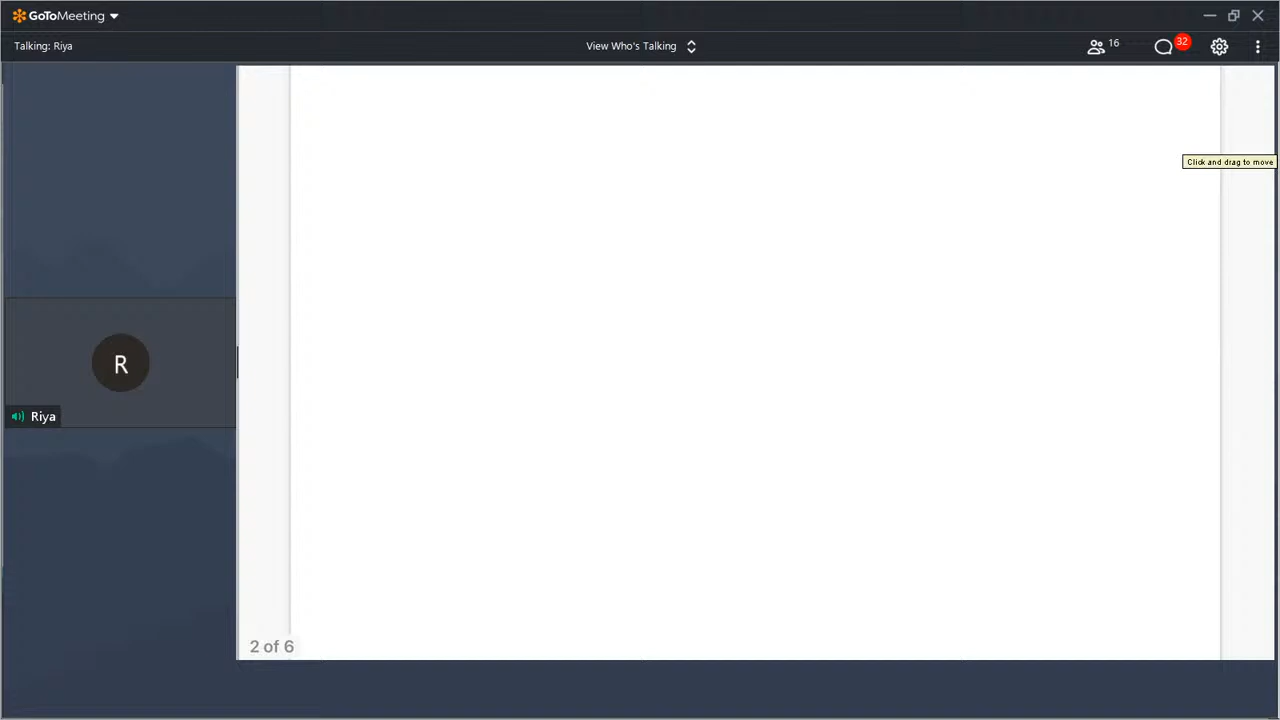 GoToMeeting
Talking: Riya
View Who's Talking
16
32
Click and drag to move
R
Riya
2 of 6